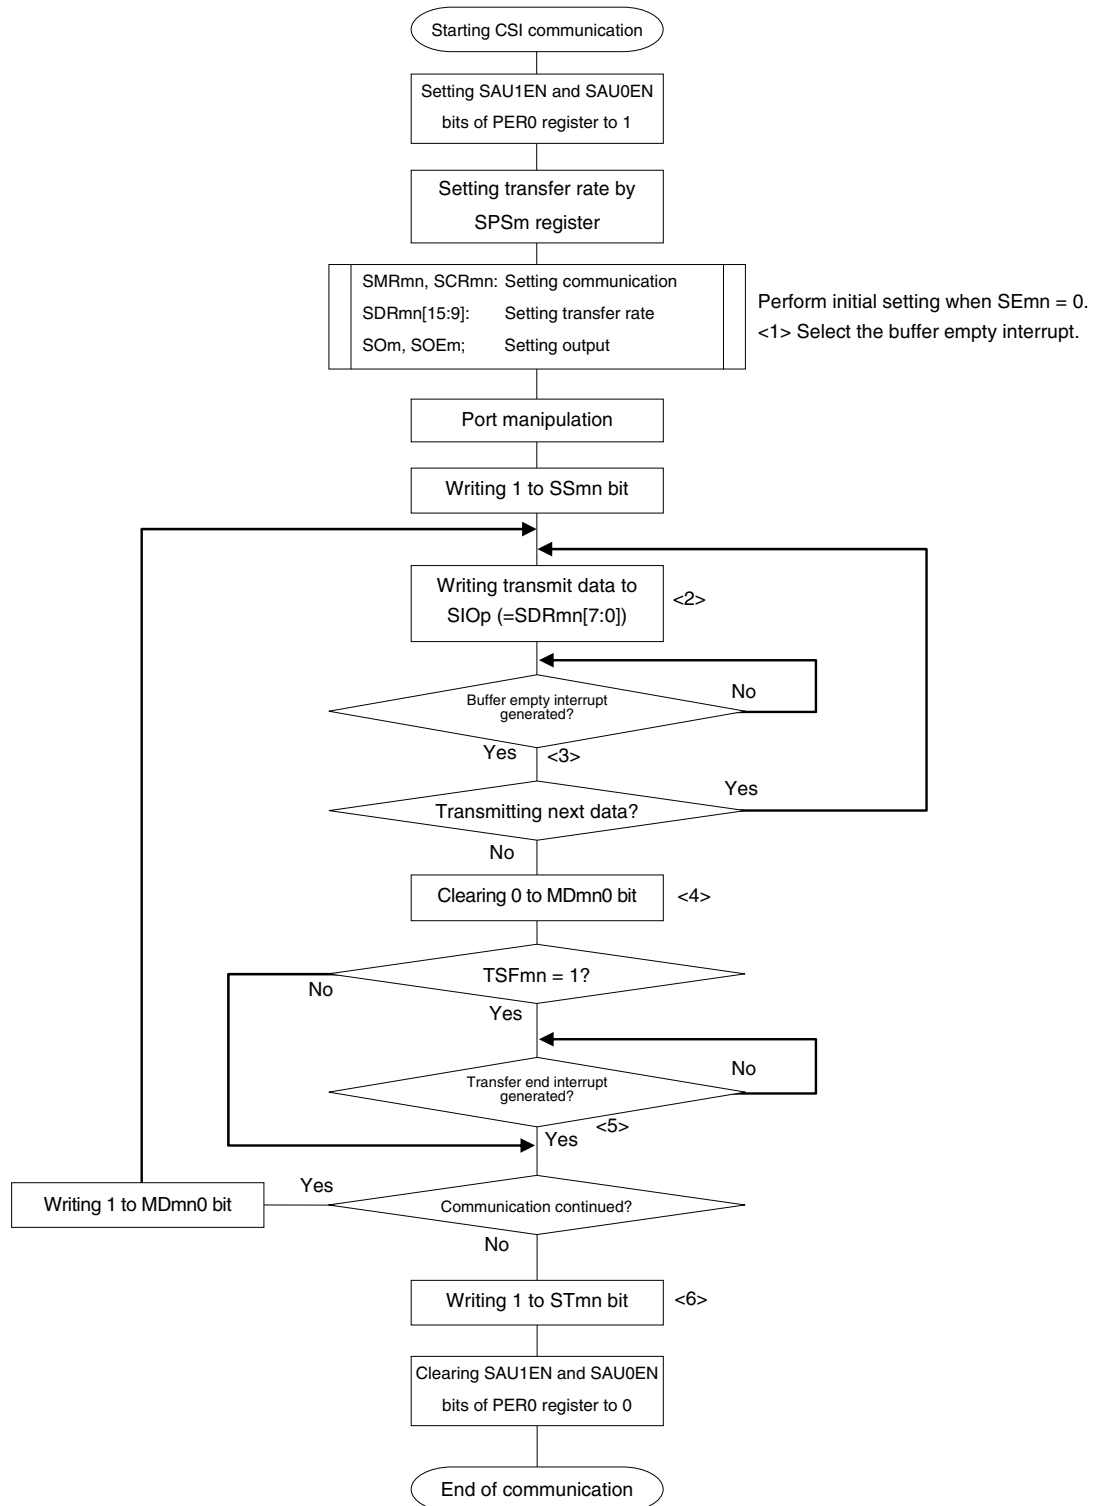 Starting CSI communication
Setting SAU1EN and SAU0EN
bits of PER0 register to 1
Setting transfer rate by
SPSm register
SMRmn, SCRmn: Setting communication
SDRmn[15:9]: Setting transfer rate
SOm, SOEm; Setting output
Perform initial setting when SEmn = 0.
<1> Select the buffer empty interrupt.
Port manipulation
Writing 1 to SSmn bit
Writing transmit data to
SIOp (=SDRmn[7:0])
<2>
Buffer empty interrupt
generated?
No
Yes
<3>
Transmitting next data?
Yes
No
Clearing 0 to MDmn0 bit
<4>
TSFmn = 1?
No
Yes
Transfer end interrupt
generated?
No
<5>
Yes
Writing 1 to MDmn0 bit
Yes
Communication continued?
No
Writing 1 to STmn bit
<6>
Clearing SAU1EN and SAU0EN
bits of PER0 register to 0
End of communication